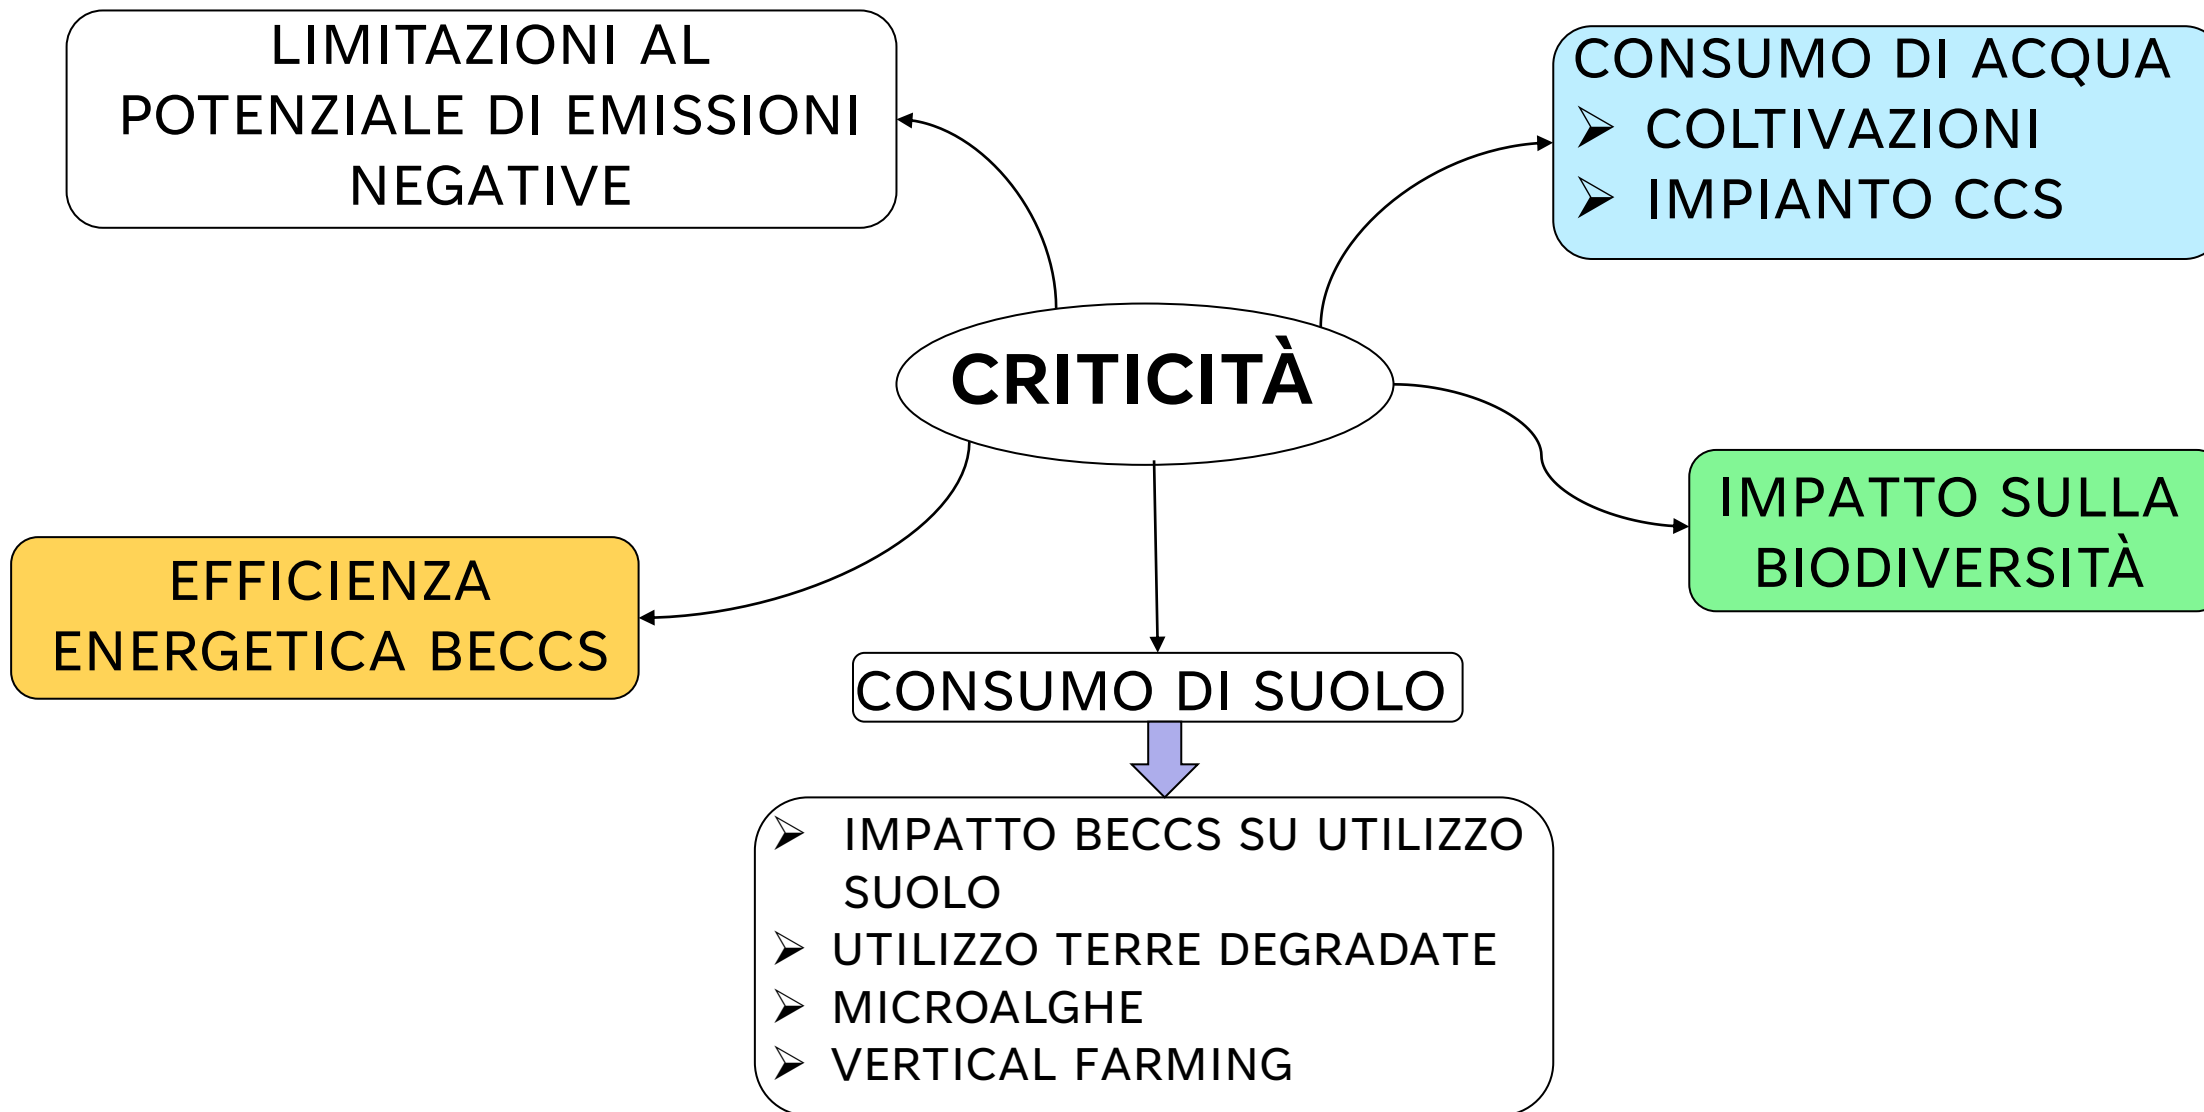 LIMITAZIONI AL
POTENZIALE DI EMISSIONI
NEGATIVE
CONSUMO DI ACQUA
COLTIVAZIONI
IMPIANTO CCS
CRITICITÀ
IMPATTO SULLA
BIODIVERSITÀ
EFFICIENZA
ENERGETICA BECCS
CONSUMO DI SUOLO
IMPATTO BECCS SU UTILIZZO
SUOLO
UTILIZZO TERRE DEGRADATE
MICROALGHE
VERTICAL FARMING